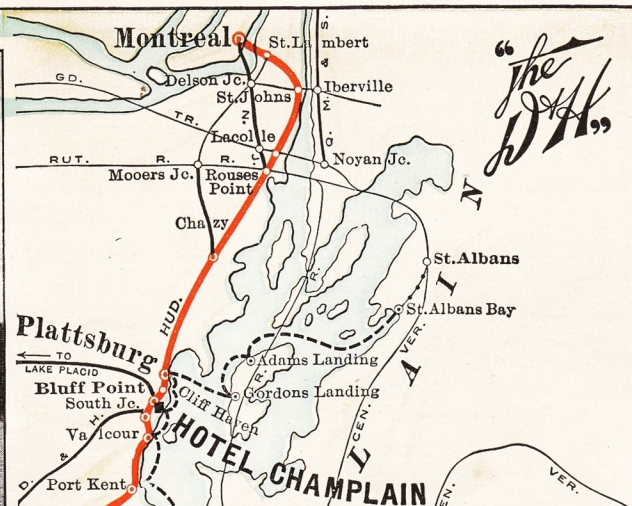 Montreal
St. Lambert
"The
D & H"
Delson Jc.
Iberville
GD.
St. Johns
TR.
Lacolle
M. & G.
S.
N.
Y.
C.
Noyan Jc.
RUT. R. R.
Mooers Jc.
Rouses
Point
Chazy
St. Albans
HUD.
R.
St. Albans Bay
Plattsburg
← TO
LAKE PLACID
Adams Landing
VER.
Bluff Point
South Jc.
Cliff Haven
R.
Gordons Landing
CEN.
Valcour
D. & H.
HOTEL CHAMPLAIN
Port Kent
L A I N
VER.
EN.